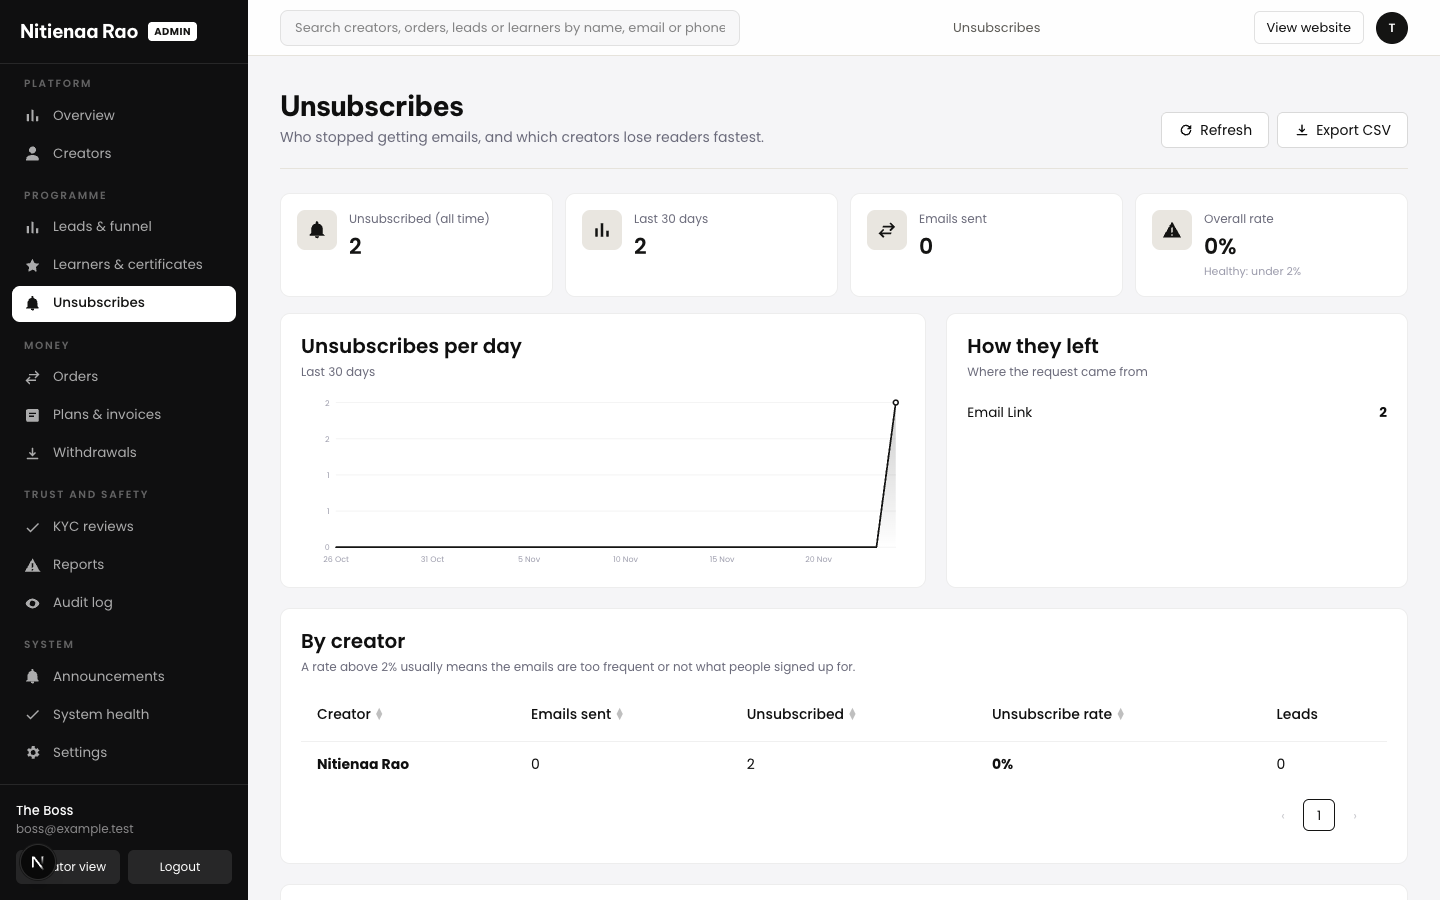 Nitienaa Rao ADMIN
Search creators, orders, leads or learners by name, email or phone
Unsubscribes
View website
T
PLATFORM
Overview
Creators
PROGRAMME
Leads & funnel
Learners & certificates
Unsubscribes
MONEY
Orders
Plans & invoices
Withdrawals
TRUST AND SAFETY
KYC reviews
Reports
Audit log
SYSTEM
Announcements
System health
Settings
The Boss
boss@example.test
N
ator view
Logout
Unsubscribes
Who stopped getting emails, and which creators lose readers fastest.
Refresh
Export CSV
Unsubscribed (all time)
2
Last 30 days
2
Emails sent
0
Overall rate
0%
Healthy: under 2%
Unsubscribes per day
Last 30 days
2
2
1
1
0
26 Oct 31 Oct 5 Nov 10 Nov 15 Nov 20 Nov
How they left
Where the request came from
Email Link 2
By creator
A rate above 2% usually means the emails are too frequent or not what people signed up for.
Creator Emails sent Unsubscribed Unsubscribe rate Leads
Nitienaa Rao 0 2 0% 0
‹ 1 ›